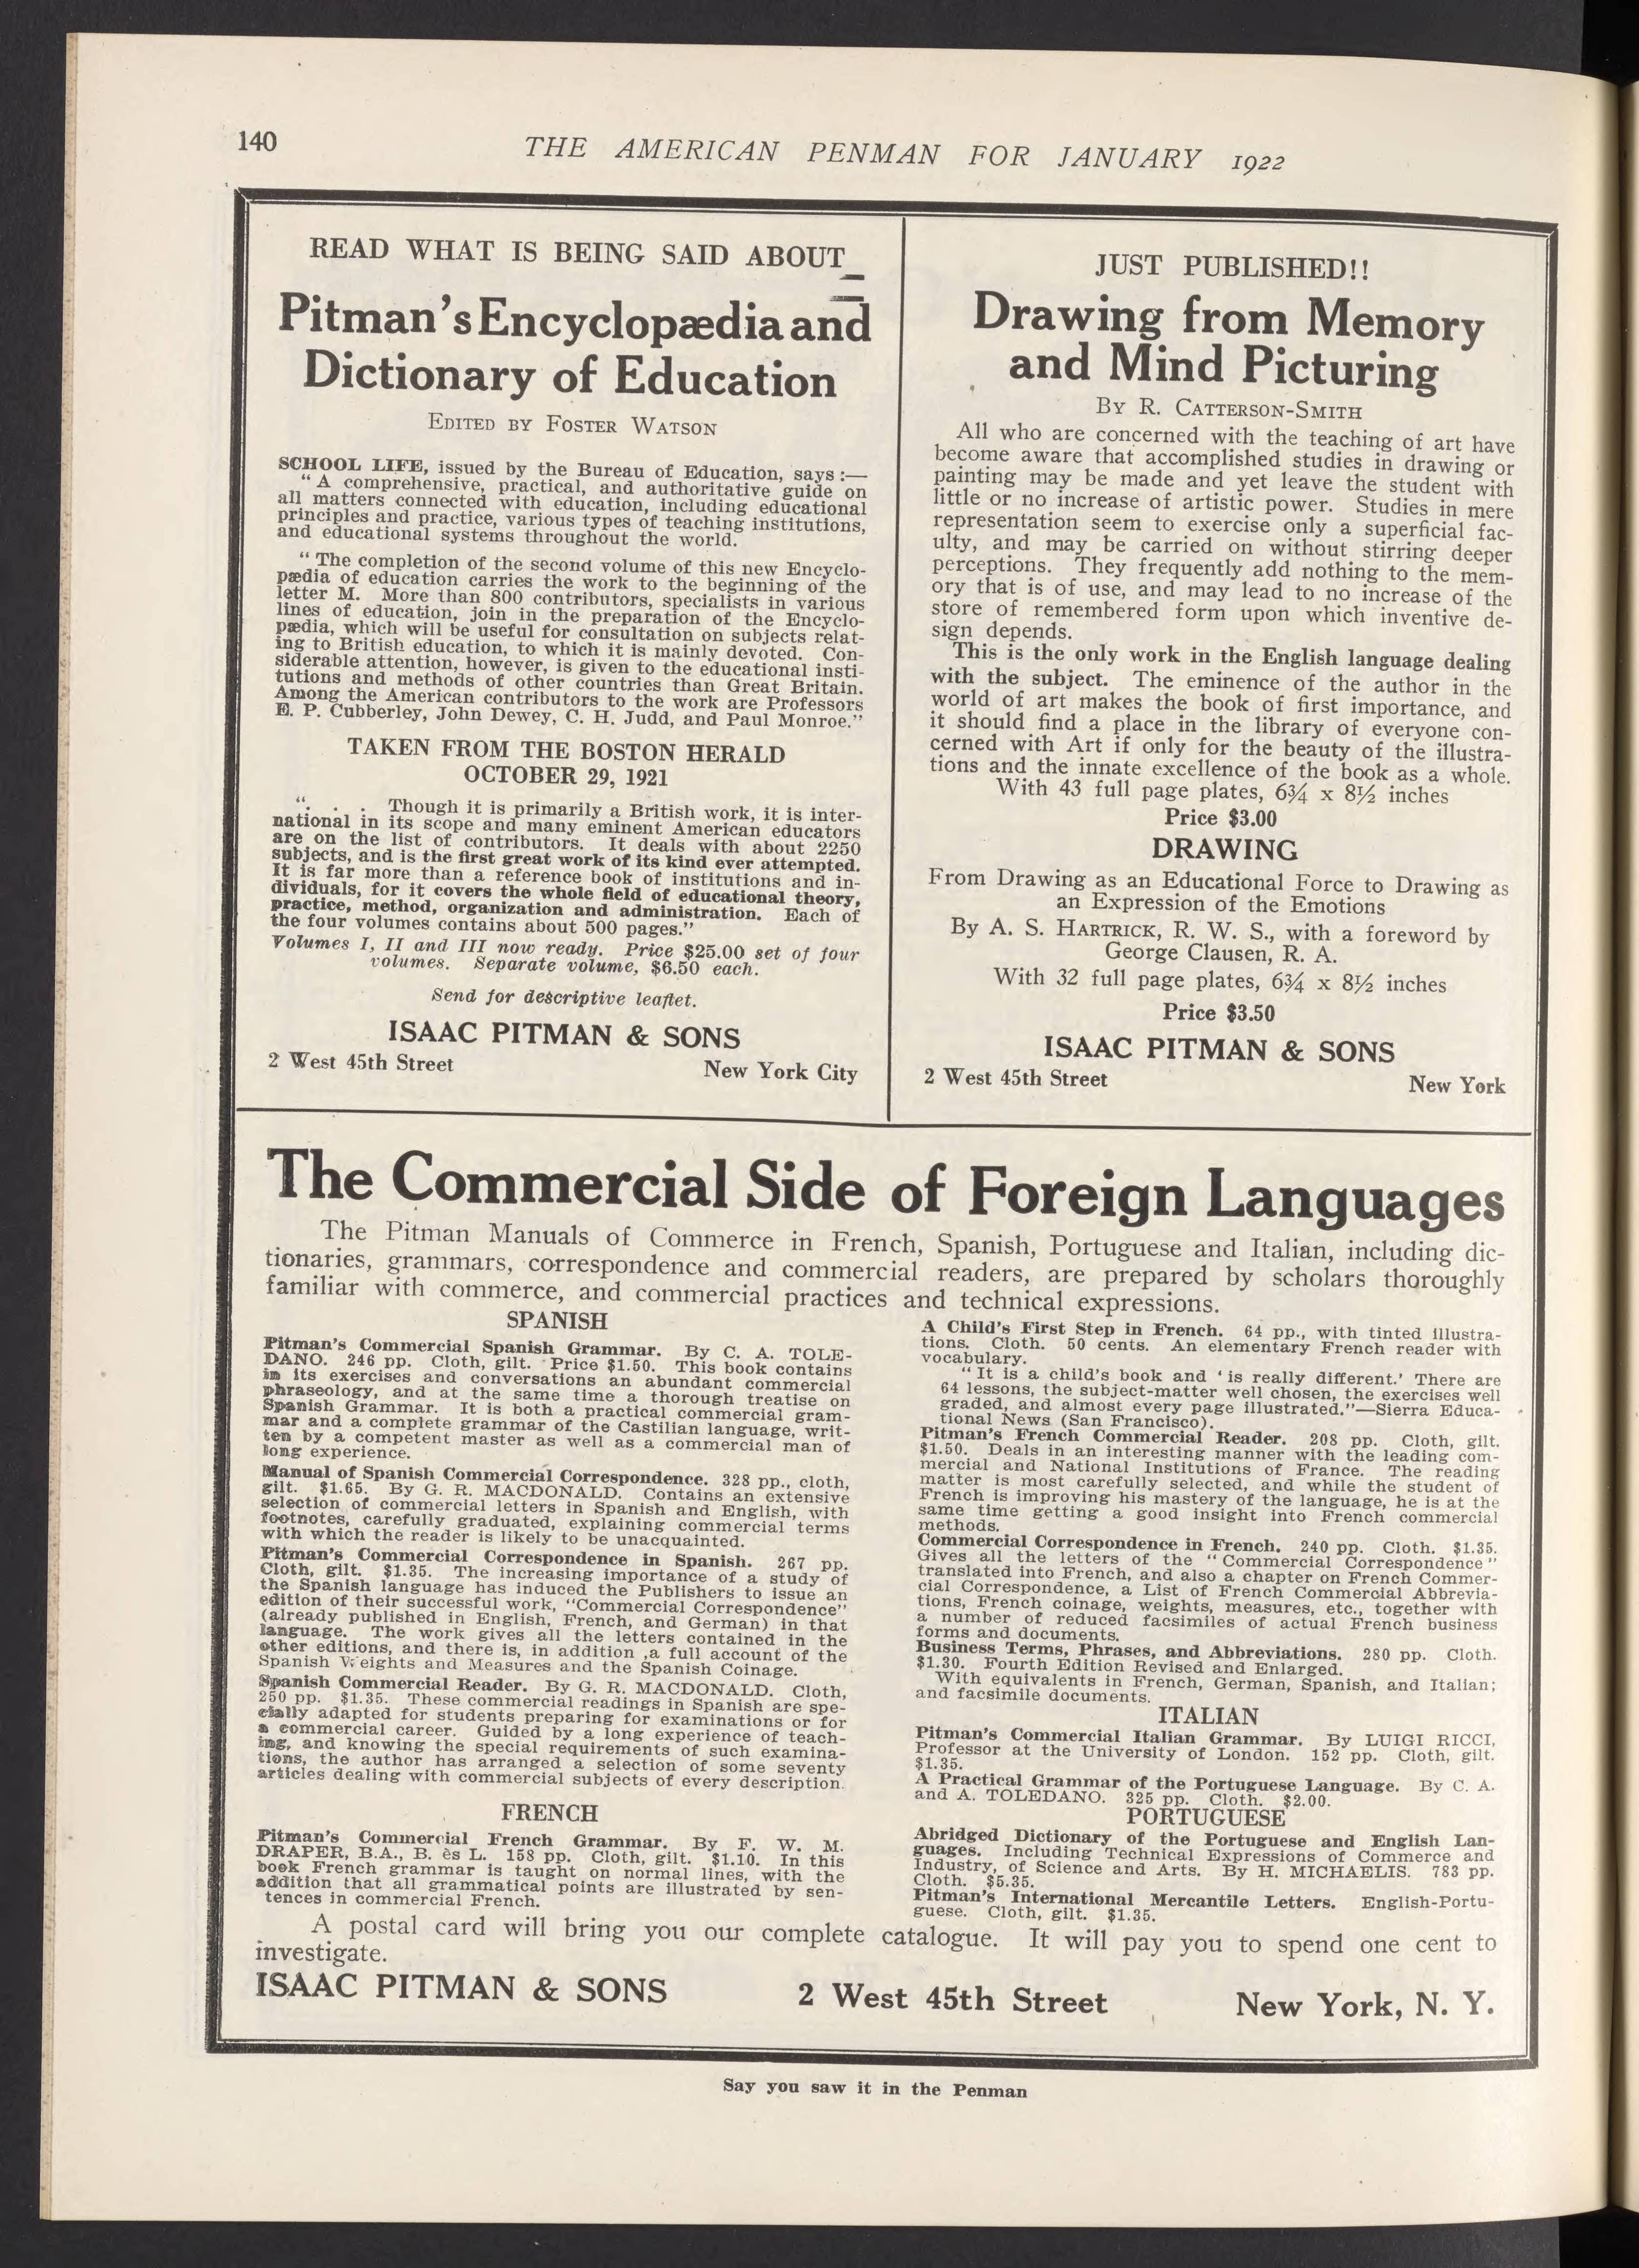 140
THE AMERICAN PENMAN FOR JANUARY 1922
READ WHAT IS BEING SAID ABOUT
Pitman's Encyclopædia and
Dictionary of Education
EDITED BY FOSTER WATSON
SCHOOL LIFE, issued by the Bureau of Education, says:—
"A comprehensive, practical, and authoritative guide on
all matters connected with education, including educational
principles and practice, various types of teaching institutions,
and educational systems throughout the world.
"The completion of the second volume of this new Encyclo-
pædia of education carries the work to the beginning of the
letter M. More than 800 contributors, specialists in various
lines of education, join in the preparation of the Encyclo-
pædia, which will be useful for consultation on subjects relat-
ing to British education, to which it is mainly devoted. Con-
siderable attention, however, is given to the educational insti-
tutions and methods of other countries than Great Britain.
Among the American contributors to the work are Professors
E. P. Cubberley, John Dewey, C. H. Judd, and Paul Monroe."
TAKEN FROM THE BOSTON HERALD
OCTOBER 29, 1921
". . . Though it is primarily a British work, it is inter-
national in its scope and many eminent American educators
are on the list of contributors. It deals with about 2250
subjects, and is the first great work of its kind ever attempted.
It is far more than a reference book of institutions and in-
dividuals, for it covers the whole field of educational theory,
practice, method, organization and administration. Each of
the four volumes contains about 500 pages."
Volumes I, II and III now ready. Price $25.00 set of four
volumes. Separate volume, $6.50 each.
Send for descriptive leaflet.
ISAAC PITMAN & SONS
2 West 45th Street New York City
JUST PUBLISHED!!
Drawing from Memory
and Mind Picturing
BY R. CATTERSON-SMITH
All who are concerned with the teaching of art have
become aware that accomplished studies in drawing or
painting may be made and yet leave the student with
little or no increase of artistic power. Studies in mere
representation seem to exercise only a superficial fac-
ulty, and may be carried on without stirring deeper
perceptions. They frequently add nothing to the mem-
ory that is of use, and may lead to no increase of the
store of remembered form upon which inventive de-
sign depends.
This is the only work in the English language dealing
with the subject. The eminence of the author in the
world of art makes the book of first importance, and
it should find a place in the library of everyone con-
cerned with Art if only for the beauty of the illustra-
tions and the innate excellence of the book as a whole.
With 43 full page plates, 6¾ x 8½ inches
Price $3.00
DRAWING
From Drawing as an Educational Force to Drawing as
an Expression of the Emotions
By A. S. HARTRICK, R. W. S., with a foreword by
George Clausen, R. A.
With 32 full page plates, 6¾ x 8½ inches
Price $3.50
ISAAC PITMAN & SONS
2 West 45th Street New York
The Commercial Side of Foreign Languages
The Pitman Manuals of Commerce in French, Spanish, Portuguese and Italian, including dic-
tionaries, grammars, correspondence and commercial readers, are prepared by scholars thoroughly
familiar with commerce, and commercial practices and technical expressions.
SPANISH
Pitman's Commercial Spanish Grammar. By C. A. TOLE-
DANO. 246 pp. Cloth, gilt. Price $1.50. This book contains
in its exercises and conversations an abundant commercial
phraseology, and at the same time a thorough treatise on
Spanish Grammar. It is both a practical commercial gram-
mar and a complete grammar of the Castilian language, writ-
ten by a competent master as well as a commercial man of
long experience.
Manual of Spanish Commercial Correspondence. 328 pp., cloth,
gilt. $1.65. By G. R. MACDONALD. Contains an extensive
selection of commercial letters in Spanish and English, with
footnotes, carefully graduated, explaining commercial terms
with which the reader is likely to be unacquainted.
Pitman's Commercial Correspondence in Spanish. 267 pp.
Cloth, gilt. $1.35. The increasing importance of a study of
the Spanish language has induced the Publishers to issue an
edition of their successful work, "Commercial Correspondence"
(already published in English, French, and German) in that
language. The work gives all the letters contained in the
other editions, and there is, in addition ,a full account of the
Spanish Weights and Measures and the Spanish Coinage.
Spanish Commercial Reader. By G. R. MACDONALD. Cloth,
250 pp. $1.35. These commercial readings in Spanish are spe-
cially adapted for students preparing for examinations or for
a commercial career. Guided by a long experience of teach-
ing, and knowing the special requirements of such examina-
tions, the author has arranged a selection of some seventy
articles dealing with commercial subjects of every description.
FRENCH
Pitman's Commercial French Grammar. By F. W. M.
DRAPER, B.A., B. ès L. 158 pp. Cloth, gilt. $1.10. In this
book French grammar is taught on normal lines, with the
addition that all grammatical points are illustrated by sen-
tences in commercial French.
A Child's First Step in French. 64 pp., with tinted illustra-
tions. Cloth. 50 cents. An elementary French reader with
vocabulary.
"It is a child's book and 'is really different.' There are
64 lessons, the subject-matter well chosen, the exercises well
graded, and almost every page illustrated."—Sierra Educa-
tional News (San Francisco).
Pitman's French Commercial Reader. 208 pp. Cloth, gilt.
$1.50. Deals in an interesting manner with the leading com-
mercial and National Institutions of France. The reading
matter is most carefully selected, and while the student of
French is improving his mastery of the language, he is at the
same time getting a good insight into French commercial
methods.
Commercial Correspondence in French. 240 pp. Cloth. $1.35.
Gives all the letters of the "Commercial Correspondence"
translated into French, and also a chapter on French Commer-
cial Correspondence, a List of French Commercial Abbrevia-
tions, French coinage, weights, measures, etc., together with
a number of reduced facsimiles of actual French business
forms and documents.
Business Terms, Phrases, and Abbreviations. 280 pp. Cloth.
$1.30. Fourth Edition Revised and Enlarged.
With equivalents in French, German, Spanish, and Italian;
and facsimile documents.
ITALIAN
Pitman's Commercial Italian Grammar. By LUIGI RICCI,
Professor at the University of London. 152 pp. Cloth, gilt.
$1.35.
A Practical Grammar of the Portuguese Language. By C. A.
and A. TOLEDANO. 325 pp. Cloth. $2.00.
PORTUGUESE
Abridged Dictionary of the Portuguese and English Lan-
guages. Including Technical Expressions of Commerce and
Industry, of Science and Arts. By H. MICHAELIS. 783 pp.
Cloth. $5.35.
Pitman's International Mercantile Letters. English-Portu-
guese. Cloth, gilt. $1.35.
A postal card will bring you our complete catalogue. It will pay you to spend one cent to
investigate.
ISAAC PITMAN & SONS 2 West 45th Street New York, N. Y.
Say you saw it in the Penman